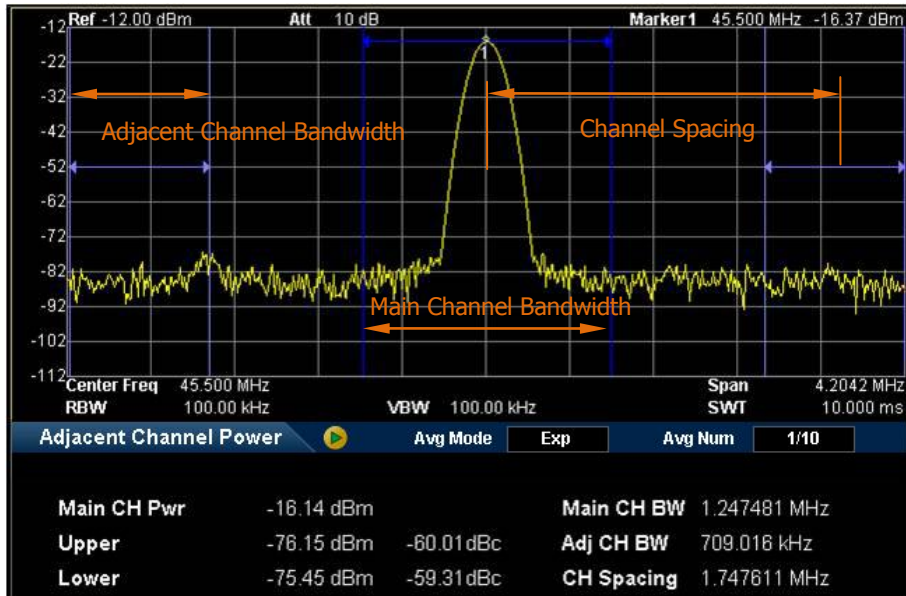 Ref -12.00 dBm Att 10 dB Marker1 45.500 MHz -16.37 dBm
-12
1
-22
-32
Adjacent Channel Bandwidth Channel Spacing
-42
-52
-62
-72
-82
-92
Main Channel Bandwidth
-102
-112
Center Freq 45.500 MHz Span 4.2042 MHz
RBW 100.00 kHz VBW 100.00 kHz SWT 10.000 ms
Adjacent Channel Power Avg Mode Exp Avg Num 1/10
Main CH Pwr -16.14 dBm Main CH BW 1.247481 MHz
Upper -76.15 dBm -60.01dBc Adj CH BW 709.016 kHz
Lower -75.45 dBm -59.31dBc CH Spacing 1.747611 MHz